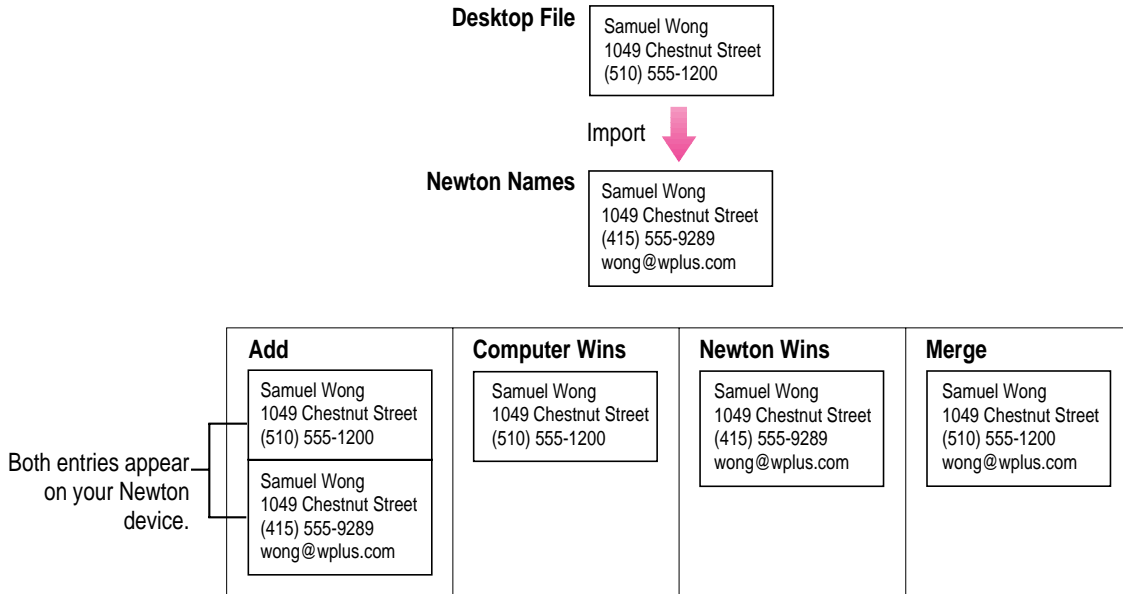 Desktop File
Samuel Wong
1049 Chestnut Street
(510) 555-1200
Import
Newton Names
Samuel Wong
1049 Chestnut Street
(415) 555-9289
wong@wplus.com
Add
Samuel Wong
1049 Chestnut Street
(510) 555-1200
Samuel Wong
1049 Chestnut Street
(415) 555-9289
wong@wplus.com
Both entries appear
on your Newton
device.
Computer Wins
Samuel Wong
1049 Chestnut Street
(510) 555-1200
Newton Wins
Samuel Wong
1049 Chestnut Street
(415) 555-9289
wong@wplus.com
Merge
Samuel Wong
1049 Chestnut Street
(510) 555-1200
wong@wplus.com